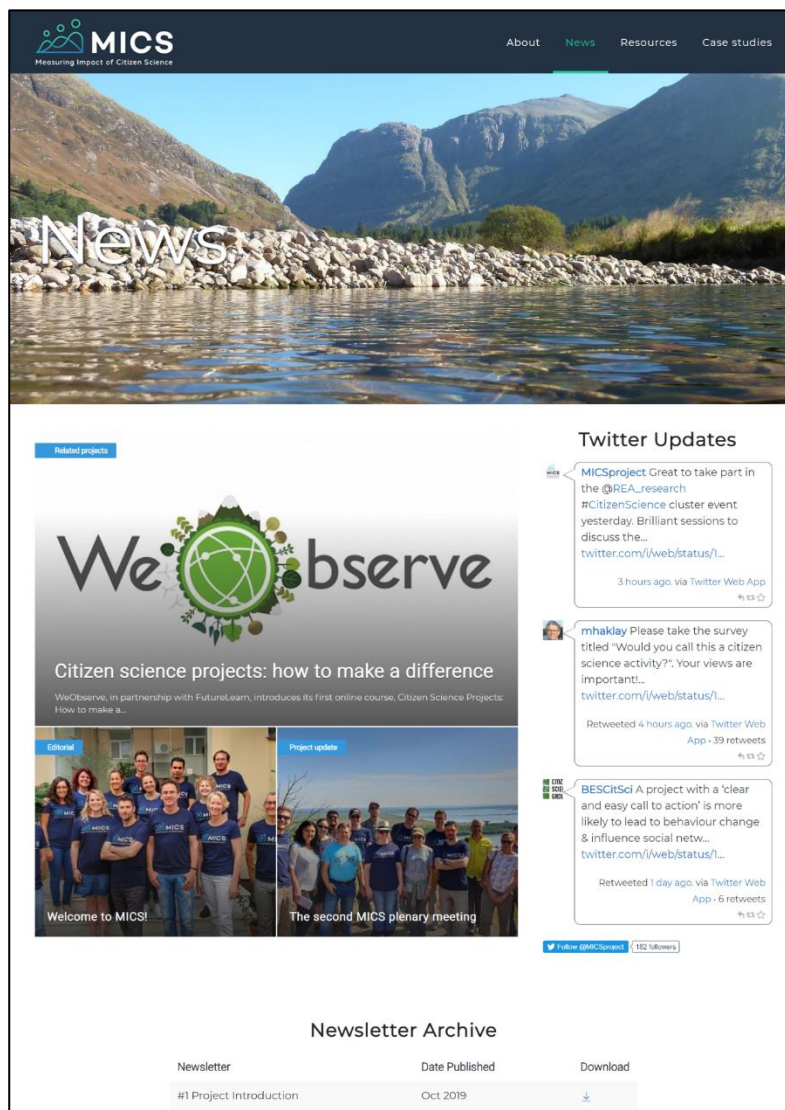 MICS
Measuring Impact of Citizen Science
About News Resources Case studies
News
Related projects
We bserve
Citizen science projects: how to make a difference
WeObserve, in partnership with FutureLearn, introduces its first online course, Citizen Science Projects:
How to make a...
Editorial
Welcome to MICS!
Project update
The second MICS plenary meeting
Twitter Updates
MICSproject Great to take part in
the @REA_research
#CitizenScience cluster event
yesterday. Brilliant sessions to
discuss the...
twitter.com/i/web/status/1...
3 hours ago. via Twitter Web App
mhaklay Please take the survey
titled "Would you call this a citizen
science activity?". Your views are
important!...
twitter.com/i/web/status/1...
Retweeted 4 hours ago. via Twitter Web
App • 39 retweets
BESCitSci A project with a ‘clear
and easy call to action’ is more
likely to lead to behaviour change
& influence social netw...
twitter.com/i/web/status/1...
Retweeted 1 day ago. via Twitter Web
App • 6 retweets
Follow @MICSproject 182 followers
Newsletter Archive
Newsletter Date Published Download
#1 Project Introduction Oct 2019